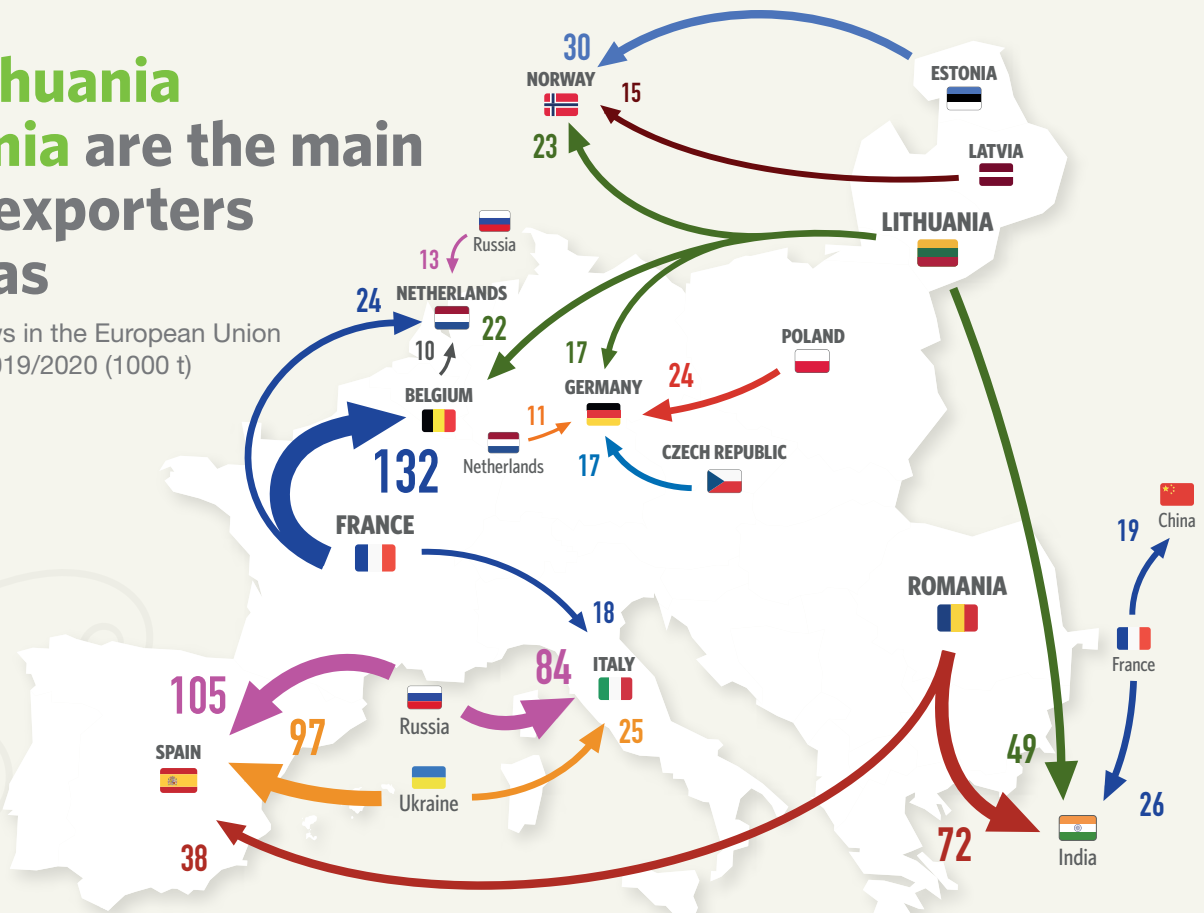 huania
nia are the main
exporters
as
ws in the European Union
019/2020 (1000 t)
30
NORWAY
15
23
ESTONIA
LATVIA
LITHUANIA
Russia
13
NETHERLANDS
24
22
10
BELGIUM
17
GERMANY
POLAND
24
11
Netherlands
17
CZECH REPUBLIC
132
FRANCE
18
China
19
ROMANIA
France
105
84
ITALY
Russia
97
25
SPAIN
Ukraine
49
26
38
72
India